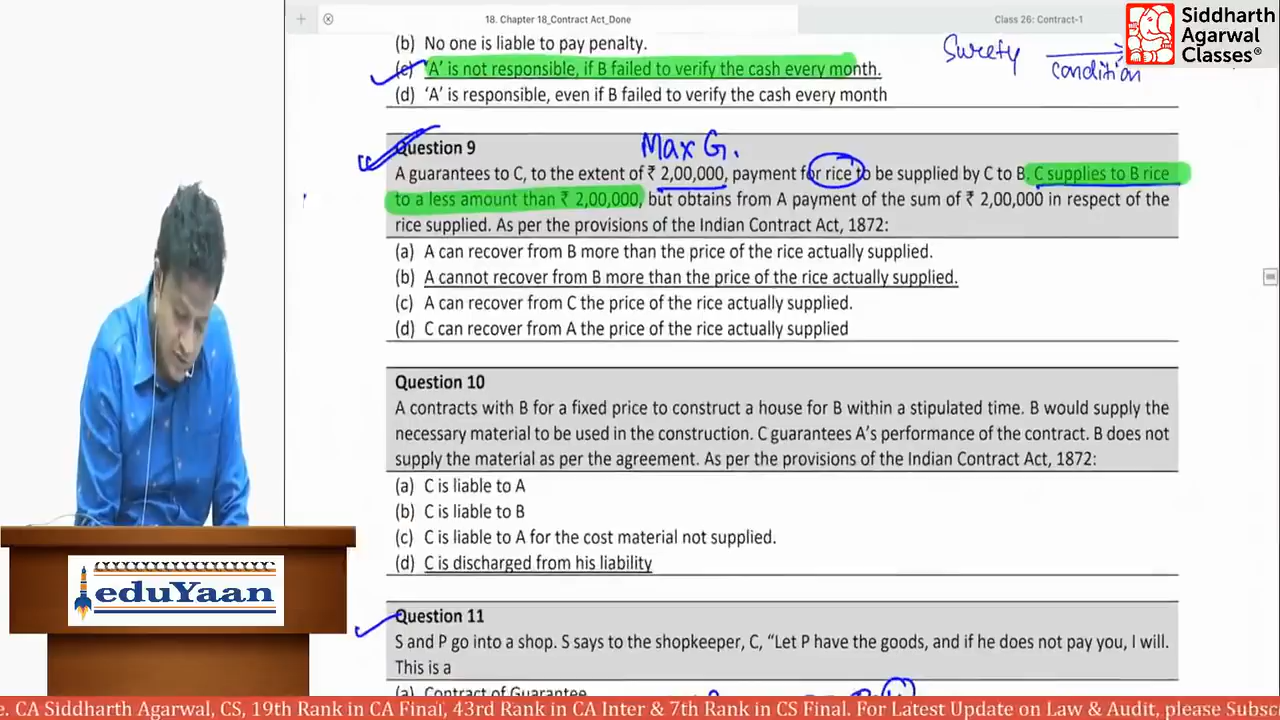 18. Chapter 18_Contract Act_Done
Class 26: Contract-1
Siddharth
Agarwal
Classes®
(b) No one is liable to pay penalty.
Surety
condition
(c) 'A' is not responsible, if B failed to verify the cash every month.
(d) 'A' is responsible, even if B failed to verify the cash every month
Max G.
Question 9
A guarantees to C, to the extent of ₹ 2,00,000, payment for rice to be supplied by C to B. C supplies to B rice
to a less amount than ₹ 2,00,000, but obtains from A payment of the sum of ₹ 2,00,000 in respect of the
rice supplied. As per the provisions of the Indian Contract Act, 1872:
(a) A can recover from B more than the price of the rice actually supplied.
(b) A cannot recover from B more than the price of the rice actually supplied.
(c) A can recover from C the price of the rice actually supplied.
(d) C can recover from A the price of the rice actually supplied
Question 10
A contracts with B for a fixed price to construct a house for B within a stipulated time. B would supply the
necessary material to be used in the construction. C guarantees A's performance of the contract. B does not
supply the material as per the agreement. As per the provisions of the Indian Contract Act, 1872:
(a) C is liable to A
(b) C is liable to B
(c) C is liable to A for the cost material not supplied.
(d) C is discharged from his liability
eduYaan
Question 11
S and P go into a shop. S says to the shopkeeper, C, "Let P have the goods, and if he does not pay you, I will.
This is a
(a) Contract of Guarantee
e. CA Siddharth Agarwal, CS, 19th Rank in CA Final, 43rd Rank in CA Inter & 7th Rank in CS Final. For Latest Update on Law & Audit, please Subsc